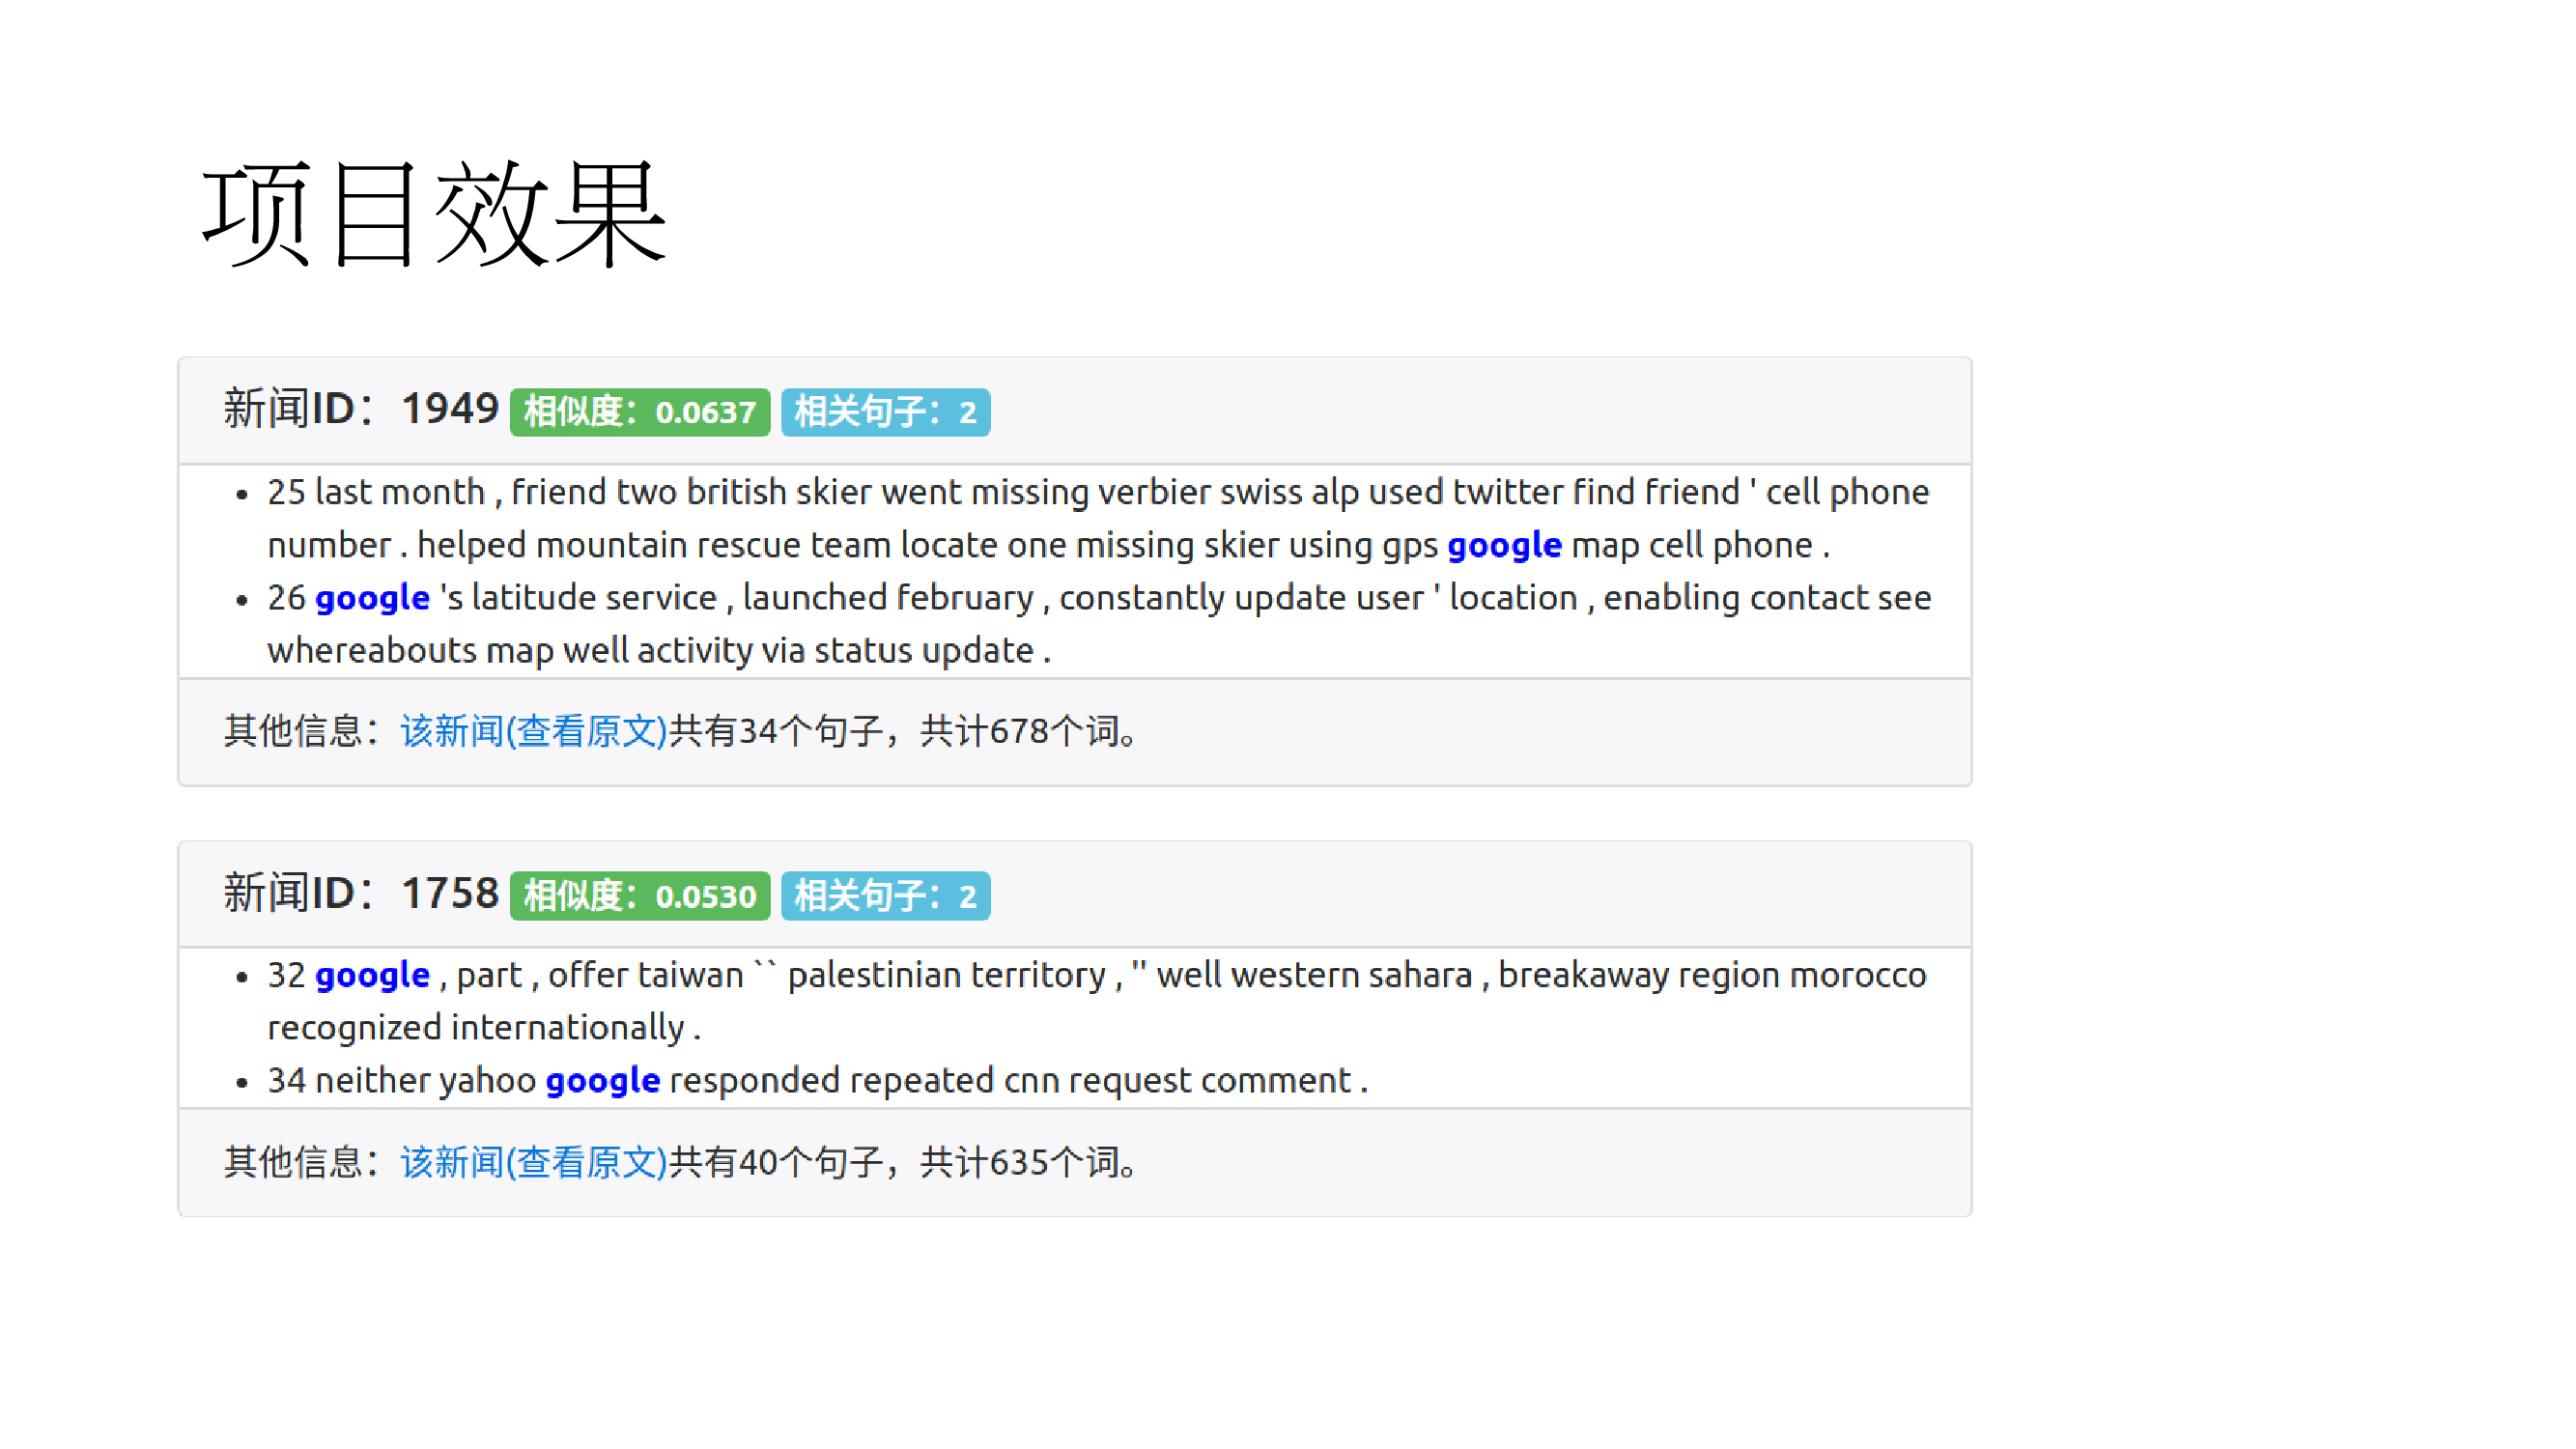 项目效果
新闻ID：1949 相似度：0.0637 相关句子：2
• 25 last month , friend two british skier went missing verbier swiss alp used twitter find friend ' cell phone
number . helped mountain rescue team locate one missing skier using gps google map cell phone .
• 26 google 's latitude service , launched february , constantly update user ' location , enabling contact see
whereabouts map well activity via status update .
其他信息：该新闻(查看原文)共有34个句子，共计678个词。
新闻ID：1758 相似度：0.0530 相关句子：2
• 32 google , part , offer taiwan `` palestinian territory , '' well western sahara , breakaway region morocco
recognized internationally .
• 34 neither yahoo google responded repeated cnn request comment .
其他信息：该新闻(查看原文)共有40个句子，共计635个词。